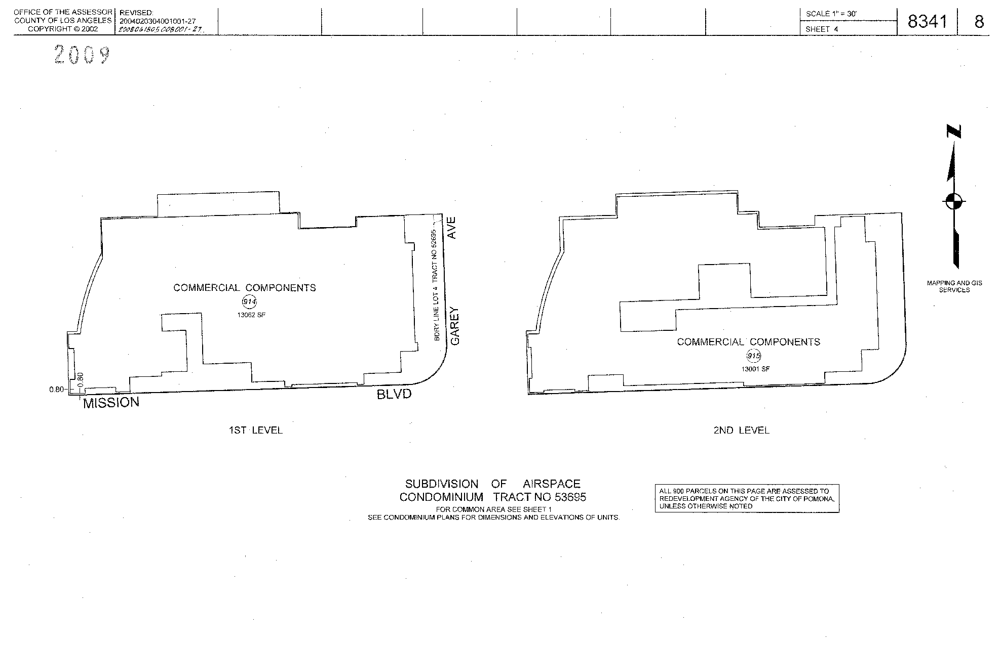 OFFICE OF THE ASSESSOR
COUNTY OF LOS ANGELES
COPYRIGHT © 2002
REVISED:
2004020304001001-27
2008061805008001-27
SCALE 1" = 30'
SHEET 4
8341
8
2009
N
MAPPING AND GIS
SERVICES
COMMERCIAL COMPONENTS
914
13062 SF
BDRY LINE LOT 4 TRACT NO 52695
GAREY AVE
0.80
0.80
MISSION BLVD
1ST LEVEL
COMMERCIAL COMPONENTS
915
13001 SF
2ND LEVEL
SUBDIVISION OF AIRSPACE
CONDOMINIUM TRACT NO 53695
FOR COMMON AREA SEE SHEET 1
SEE CONDOMINIUM PLANS FOR DIMENSIONS AND ELEVATIONS OF UNITS.
ALL 900 PARCELS ON THIS PAGE ARE ASSESSED TO
REDEVELOPMENT AGENCY OF THE CITY OF POMONA,
UNLESS OTHERWISE NOTED